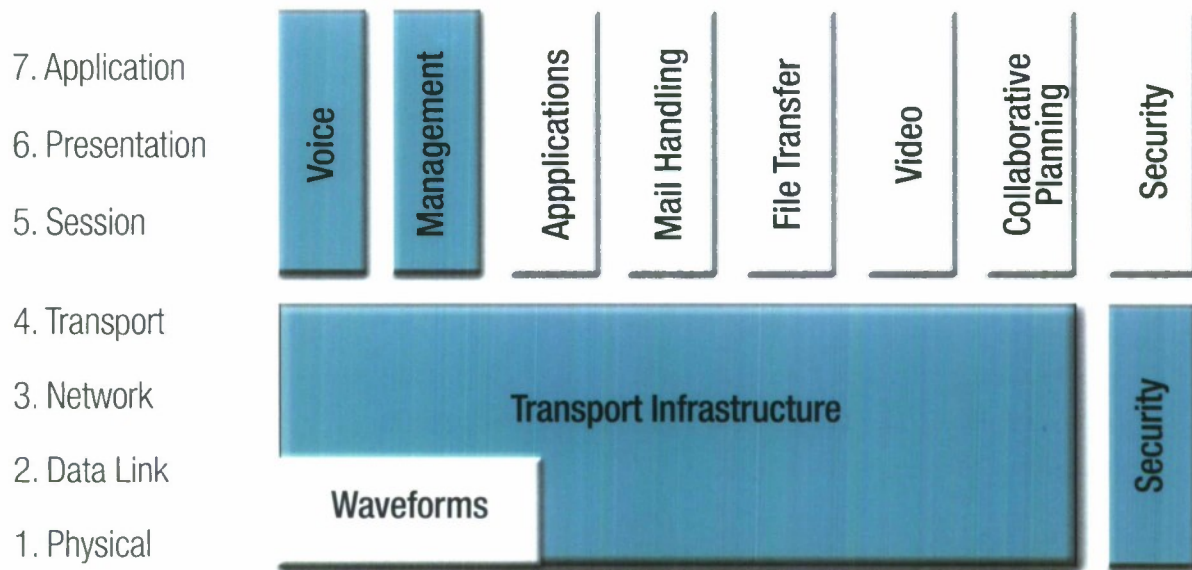 7. Application
6. Presentation
5. Session
4. Transport
3. Network
2. Data Link
1. Physical
Voice
Management
Appplications
Mail Handling
File Transfer
Video
Collaborative
Planning
Security
Transport Infrastructure
Waveforms
Security